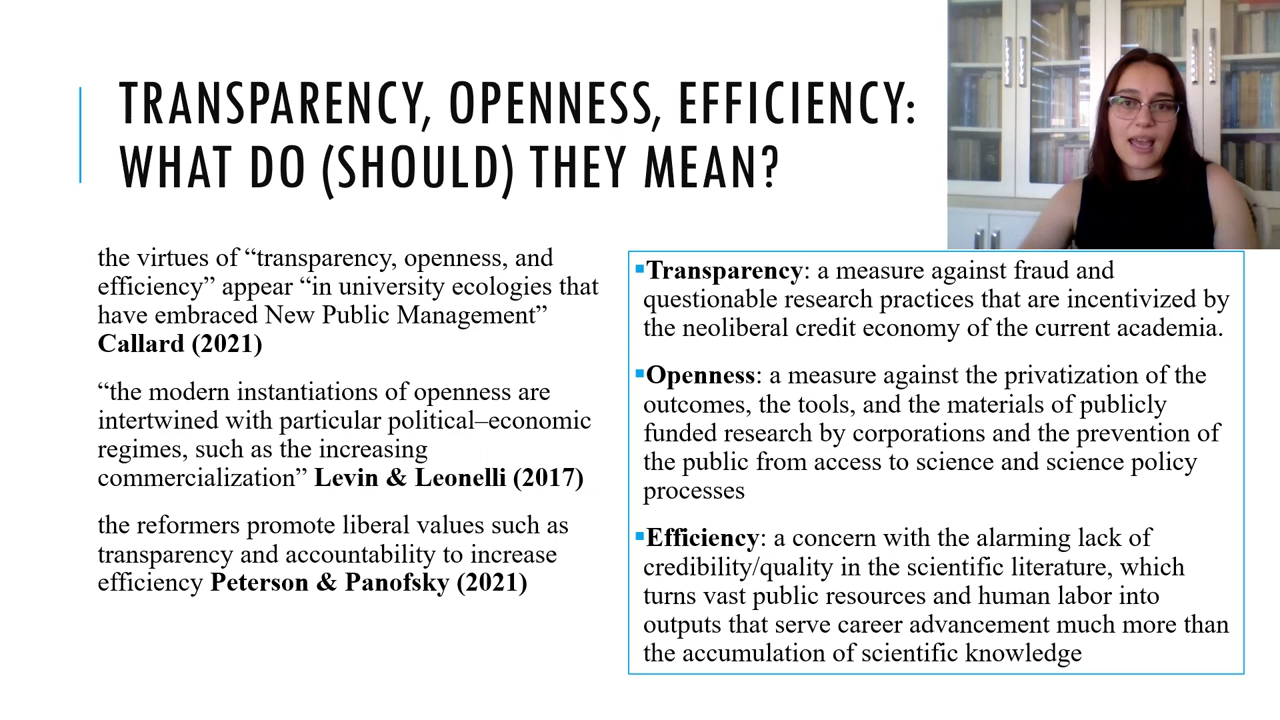 TRANSPARENCY, OPENNESS, EFFICIENCY:
WHAT DO (SHOULD) THEY MEAN?
the virtues of “transparency, openness, and
efficiency” appear “in university ecologies that
have embraced New Public Management”
Callard (2021)
“the modern instantiations of openness are
intertwined with particular political–economic
regimes, such as the increasing
commercialization” Levin & Leonelli (2017)
the reformers promote liberal values such as
transparency and accountability to increase
efficiency Peterson & Panofsky (2021)
▪Transparency: a measure against fraud and
questionable research practices that are incentivized by
the neoliberal credit economy of the current academia.
▪Openness: a measure against the privatization of the
outcomes, the tools, and the materials of publicly
funded research by corporations and the prevention of
the public from access to science and science policy
processes
▪Efficiency: a concern with the alarming lack of
credibility/quality in the scientific literature, which
turns vast public resources and human labor into
outputs that serve career advancement much more than
the accumulation of scientific knowledge